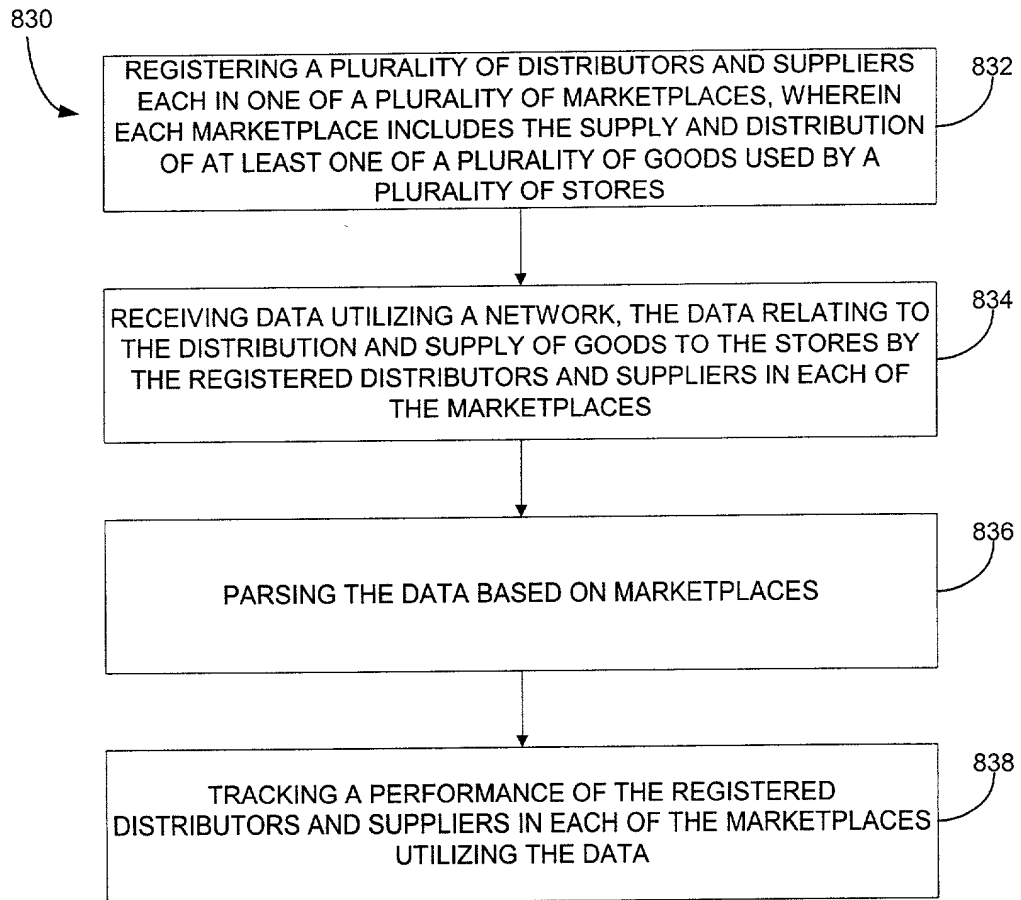 830
REGISTERING A PLURALITY OF DISTRIBUTORS AND SUPPLIERS
EACH IN ONE OF A PLURALITY OF MARKETPLACES, WHEREIN
EACH MARKETPLACE INCLUDES THE SUPPLY AND DISTRIBUTION
OF AT LEAST ONE OF A PLURALITY OF GOODS USED BY A
PLURALITY OF STORES
832
RECEIVING DATA UTILIZING A NETWORK, THE DATA RELATING TO
THE DISTRIBUTION AND SUPPLY OF GOODS TO THE STORES BY
THE REGISTERED DISTRIBUTORS AND SUPPLIERS IN EACH OF
THE MARKETPLACES
834
PARSING THE DATA BASED ON MARKETPLACES
836
TRACKING A PERFORMANCE OF THE REGISTERED
DISTRIBUTORS AND SUPPLIERS IN EACH OF THE MARKETPLACES
UTILIZING THE DATA
838